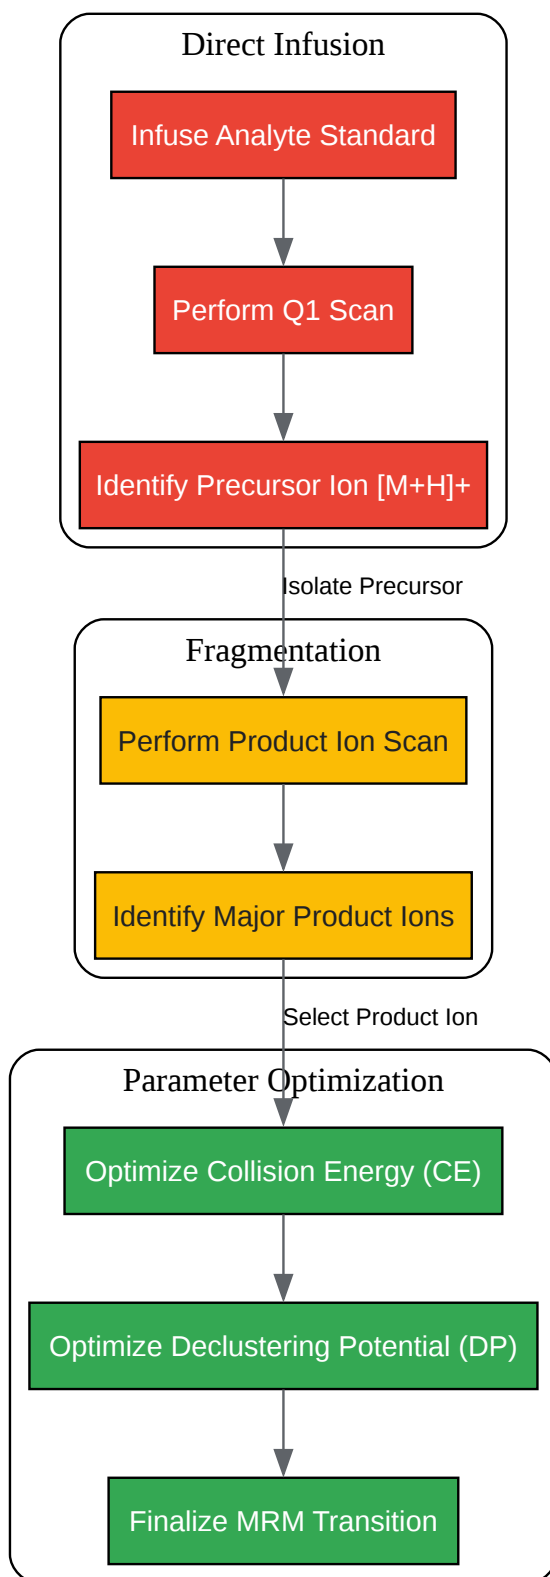 Direct Infusion
Infuse Analyte Standard
Perform Q1 Scan
Identify Precursor Ion [M+H]+
Isolate Precursor
Fragmentation
Perform Product Ion Scan
Identify Major Product Ions
Select Product Ion
Parameter Optimization
Optimize Collision Energy (CE)
Optimize Declustering Potential (DP)
Finalize MRM Transition